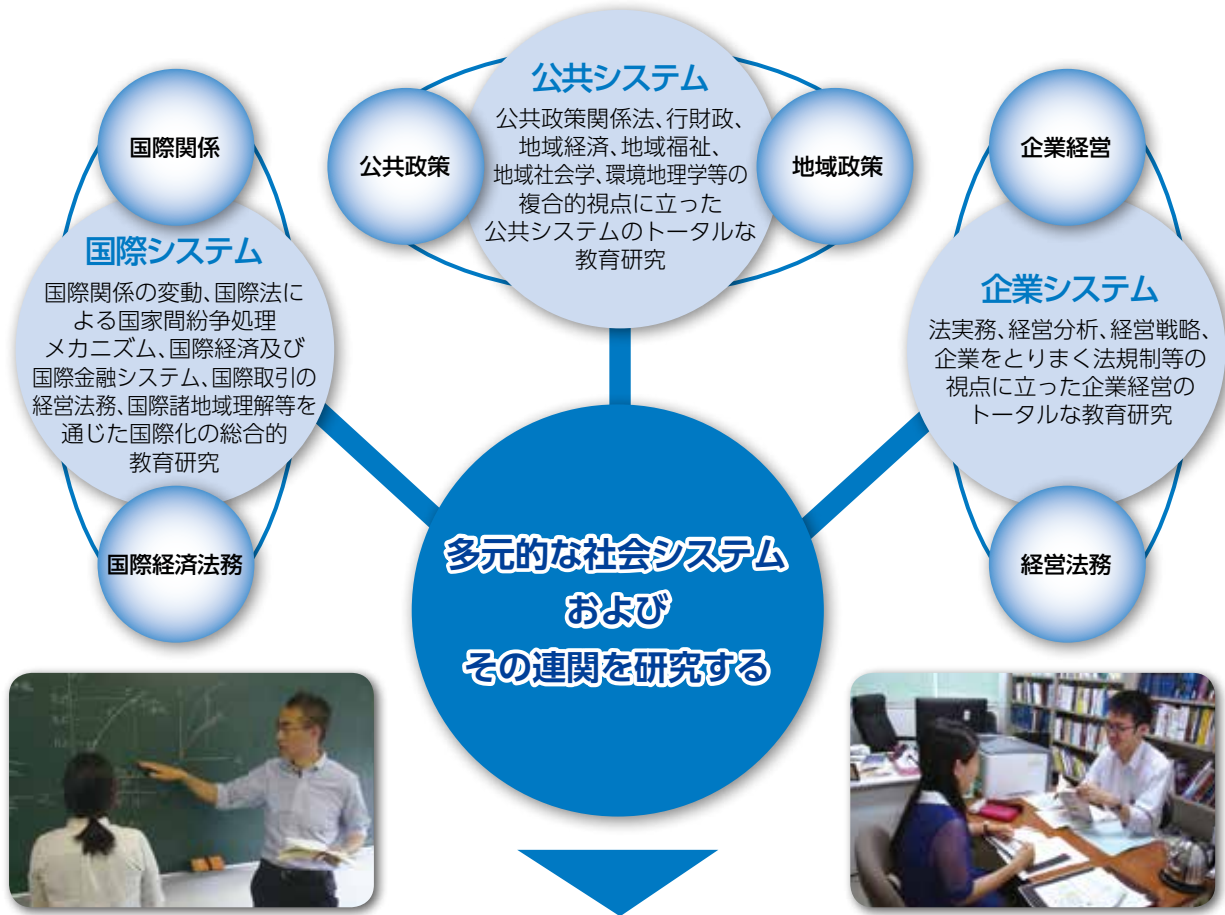 公共システム
公共政策関係法、行財政、
地域経済、地域福祉、
地域社会学、環境地理学等の
複合的視点に立った
公共システムのトータルな
教育研究
公共政策
地域政策
国際関係
国際システム
国際関係の変動、国際法に
よる国家間紛争処理
メカニズム、国際経済及び
国際金融システム、国際取引の
経営法務、国際諸地域理解等を
通じた国際化の総合的
教育研究
国際経済法務
企業経営
企業システム
法実務、経営分析、経営戦略、
企業をとりまく法規制等の
視点に立った企業経営の
トータルな教育研究
経営法務
多元的な社会システム
および
その連関を研究する